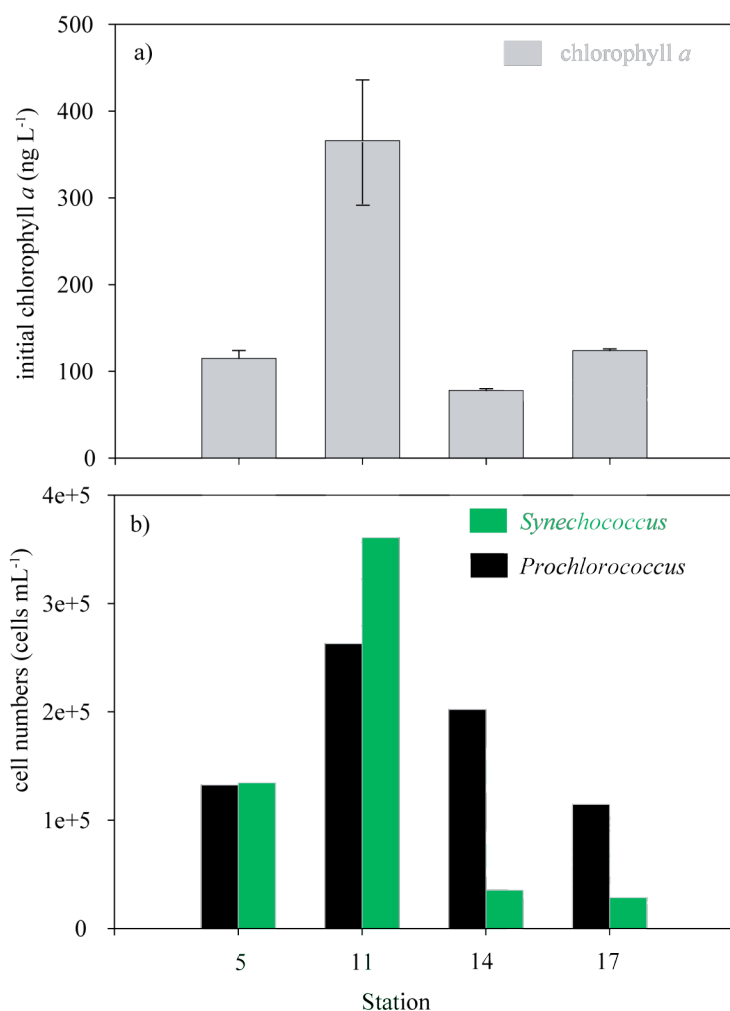 a)
chlorophyll a
500
400
300
200
100
0
initial chlorophyll a (ng L-1)
b)
Synechococcus
Prochlorococcus
4e+5
3e+5
2e+5
1e+5
0
cell numbers (cells mL-1)
5 11 14 17
Station